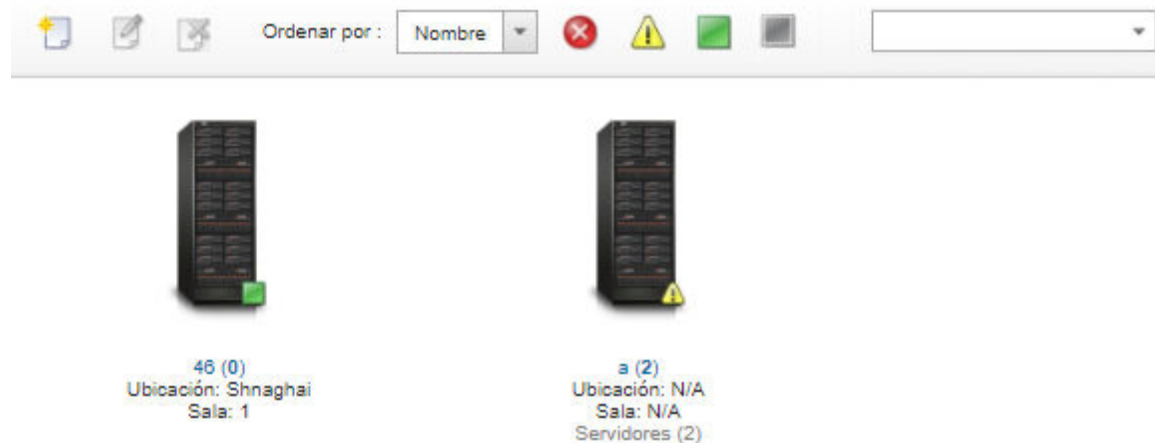 Ordenar por :
Nombre
46 (0)
Ubicación: Shnaghai
Sala: 1
a (2)
Ubicación: N/A
Sala: N/A
Servidores (2)